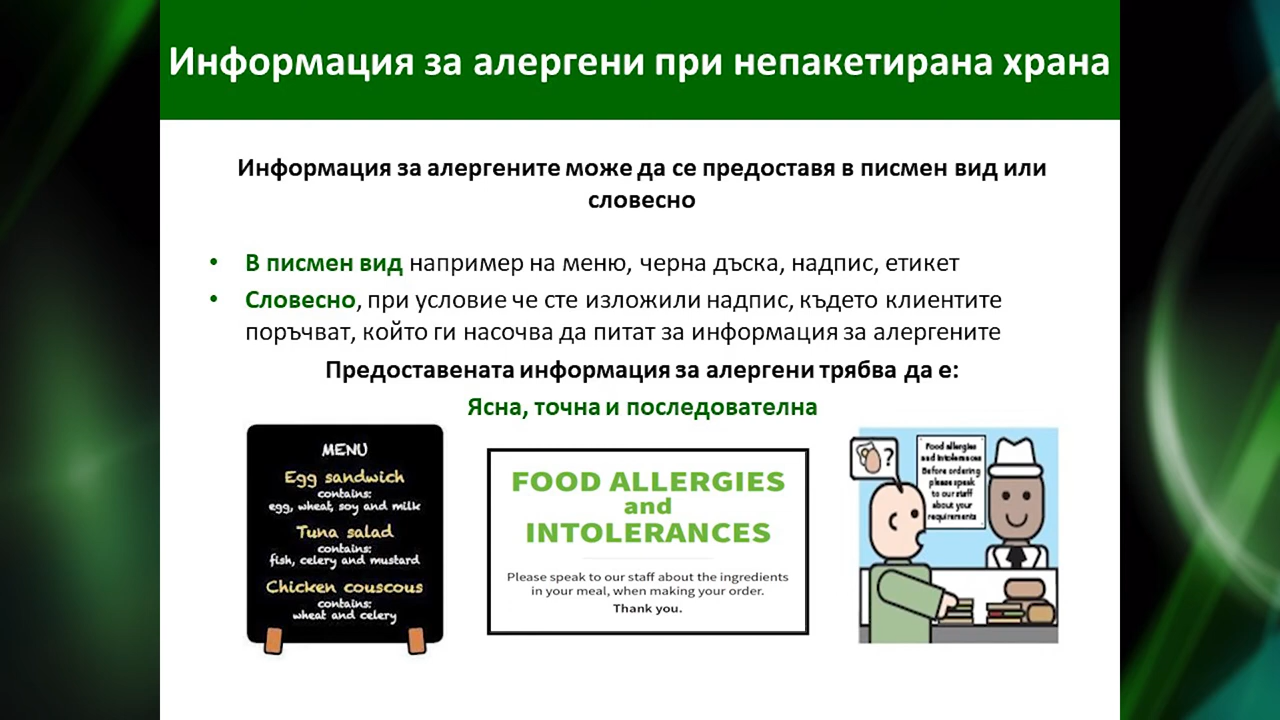 Информация за алергени при непакетирана храна
Информация за алергените може да се предоставя в писмен вид или
словесно
• В писмен вид например на меню, черна дъска, надпис, етикет
• Словесно, при условие че сте изложили надпис, където клиентите
поръчват, който ги насочва да питат за информация за алергените
Предоставената информация за алергени трябва да е:
Ясна, точна и последователна
MENU
Egg sandwich
contains:
egg, wheat, soy and milk
Tuna salad
contains:
fish, celery and mustard
Chicken couscous
contains:
wheat and celery
FOOD ALLERGIES
and
INTOLERANCES
Please speak to our staff about the ingredients
in your meal, when making your order.
Thank you.
?
Food allergies
and intolerances
Before ordering
please speak
to our staff
about your
requirements